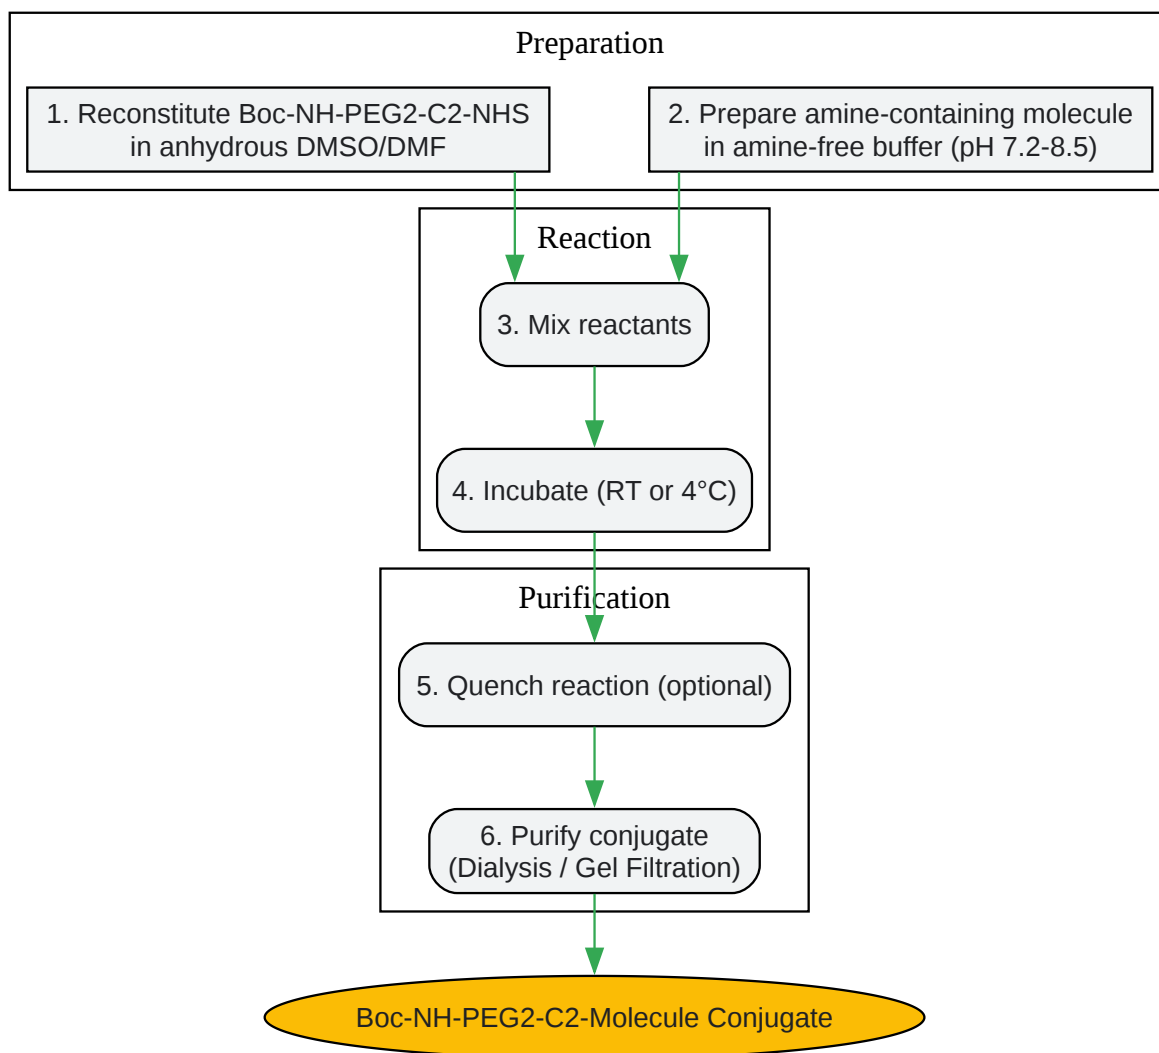 Preparation
1. Reconstitute Boc-NH-PEG2-C2-NHS
in anhydrous DMSO/DMF
2. Prepare amine-containing molecule
in amine-free buffer (pH 7.2-8.5)
Reaction
3. Mix reactants
4. Incubate (RT or 4°C)
Purification
5. Quench reaction (optional)
6. Purify conjugate
(Dialysis / Gel Filtration)
Boc-NH-PEG2-C2-Molecule Conjugate